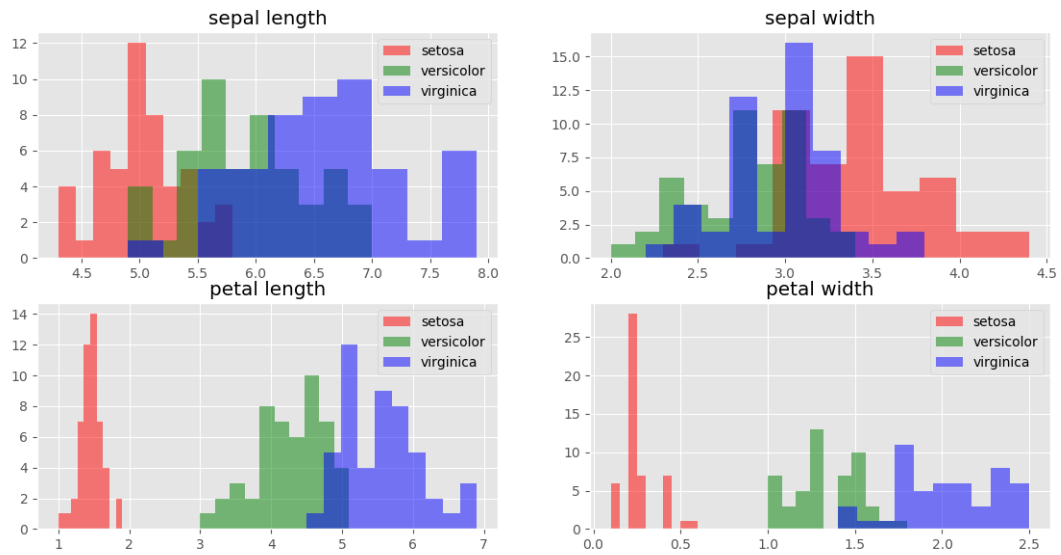 sepal length
12
10
8
6
4
2
0
setosa
versicolor
virginica
4.5 5.0 5.5 6.0 6.5 7.0 7.5 8.0
sepal width
15.0
12.5
10.0
7.5
5.0
2.5
0.0
setosa
versicolor
virginica
2.0 2.5 3.0 3.5 4.0 4.5
petal length
14
12
10
8
6
4
2
0
setosa
versicolor
virginica
1 2 3 4 5 6 7
petal width
25
20
15
10
5
0
setosa
versicolor
virginica
0.0 0.5 1.0 1.5 2.0 2.5